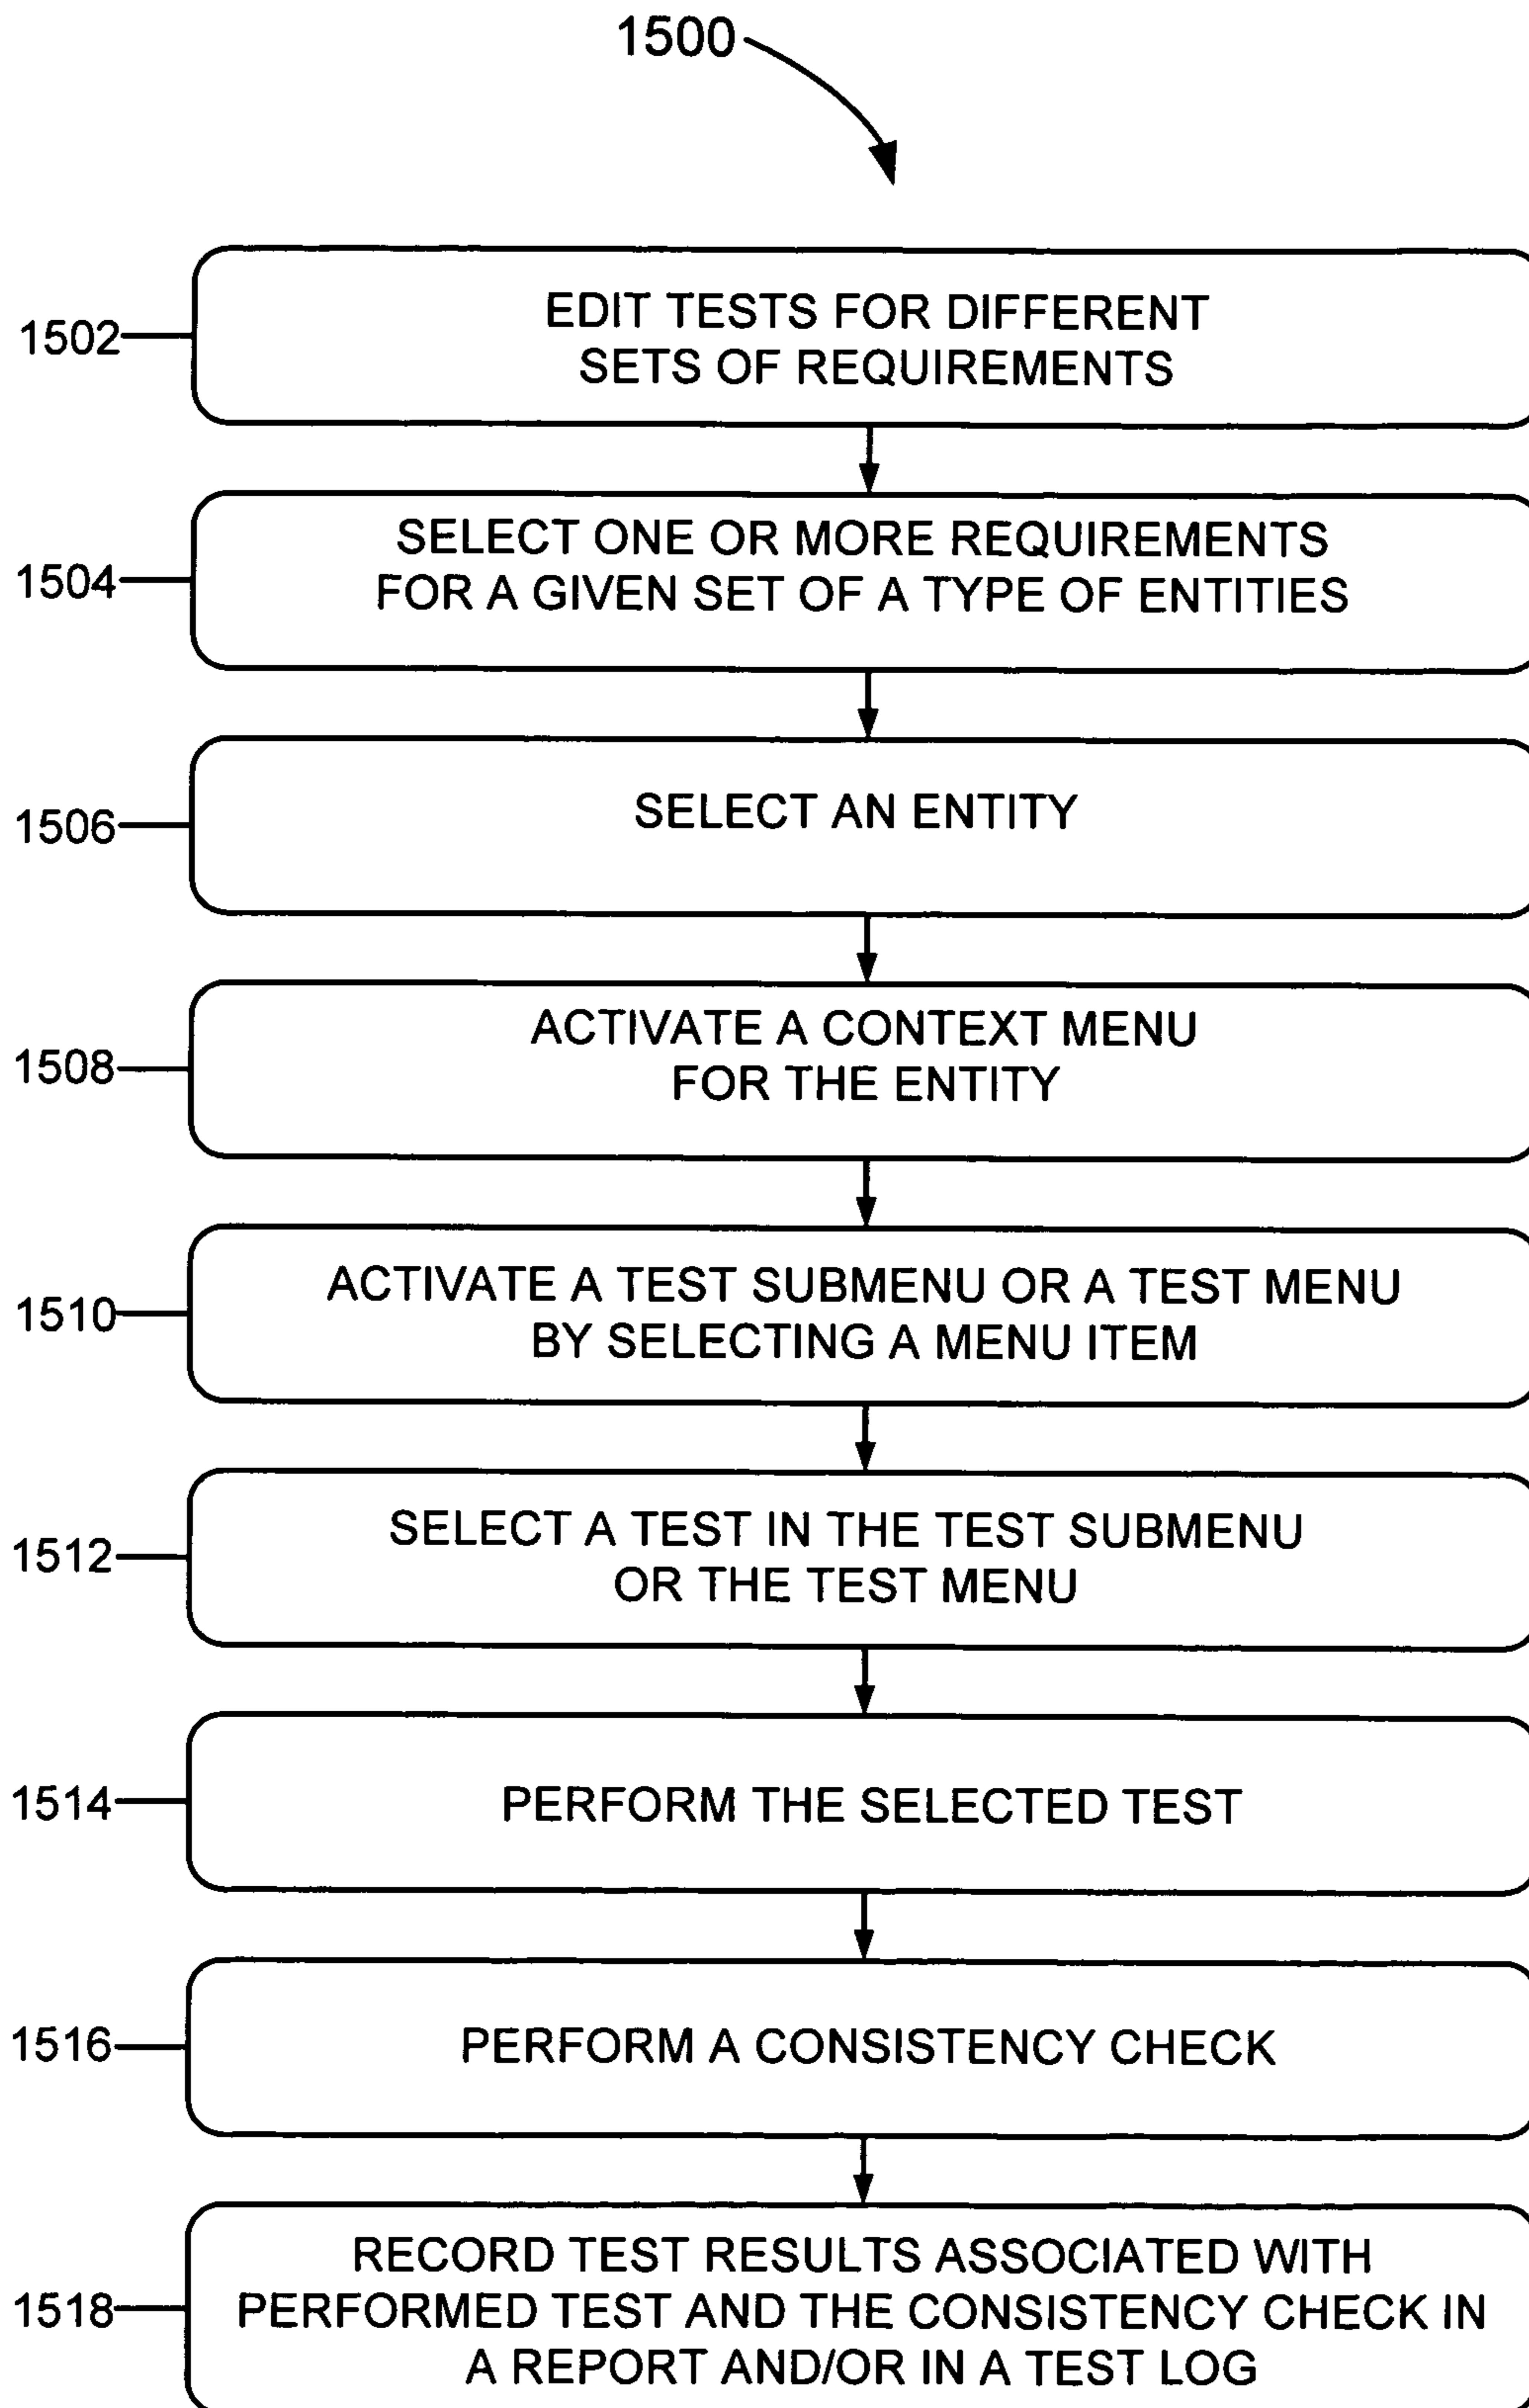 1500
1502
EDIT TESTS FOR DIFFERENT
SETS OF REQUIREMENTS
1504
SELECT ONE OR MORE REQUIREMENTS
FOR A GIVEN SET OF A TYPE OF ENTITIES
1506
SELECT AN ENTITY
1508
ACTIVATE A CONTEXT MENU
FOR THE ENTITY
1510
ACTIVATE A TEST SUBMENU OR A TEST MENU
BY SELECTING A MENU ITEM
1512
SELECT A TEST IN THE TEST SUBMENU
OR THE TEST MENU
1514
PERFORM THE SELECTED TEST
1516
PERFORM A CONSISTENCY CHECK
1518
RECORD TEST RESULTS ASSOCIATED WITH
PERFORMED TEST AND THE CONSISTENCY CHECK IN
A REPORT AND/OR IN A TEST LOG